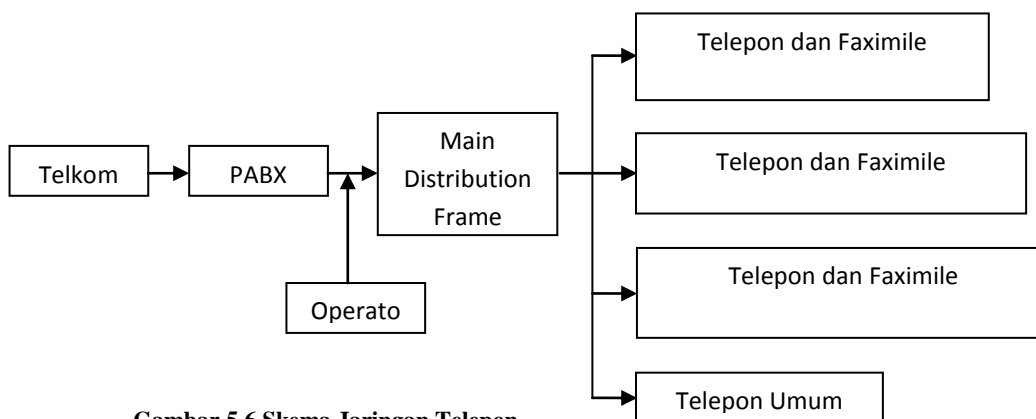 Telepon dan Faximile
Telkom
PABX
Main
Distribution
Frame
Telepon dan Faximile
Operato
Telepon dan Faximile
Telepon Umum
Gambar 5.6 Skema Jaringan Telepon